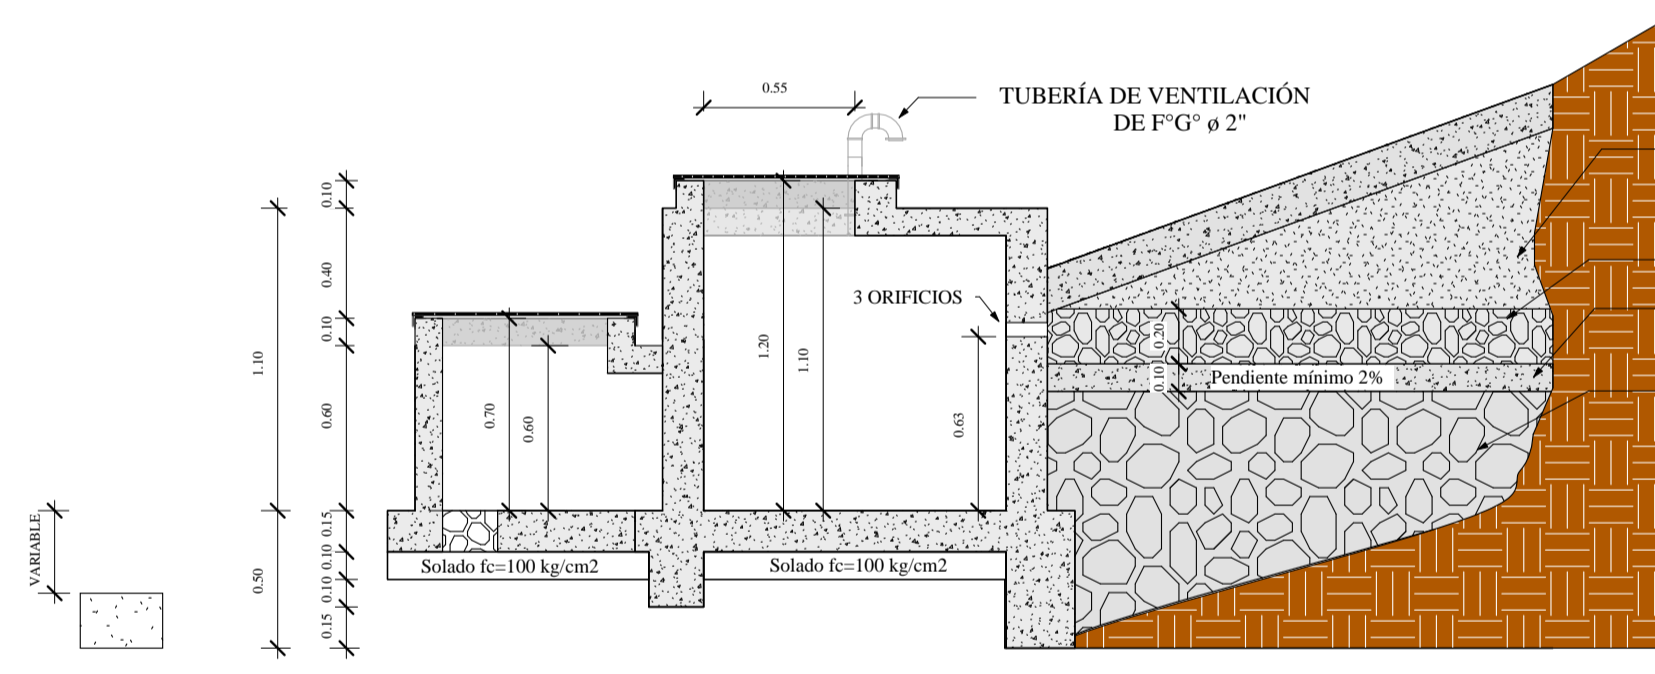 0.55
TUBERÍA DE VENTILACIÓN
DE F°G° ø 2"
0.10
0.40
0.10
0.60
0.15
0.10
0.10
0.15
1.10
0.50
VARIABLE
0.70
0.60
1.20
1.10
3 ORIFICIOS
0.63
0.20
0.10
Pendiente mínimo 2%
Solado fc=100 kg/cm2
Solado fc=100 kg/cm2